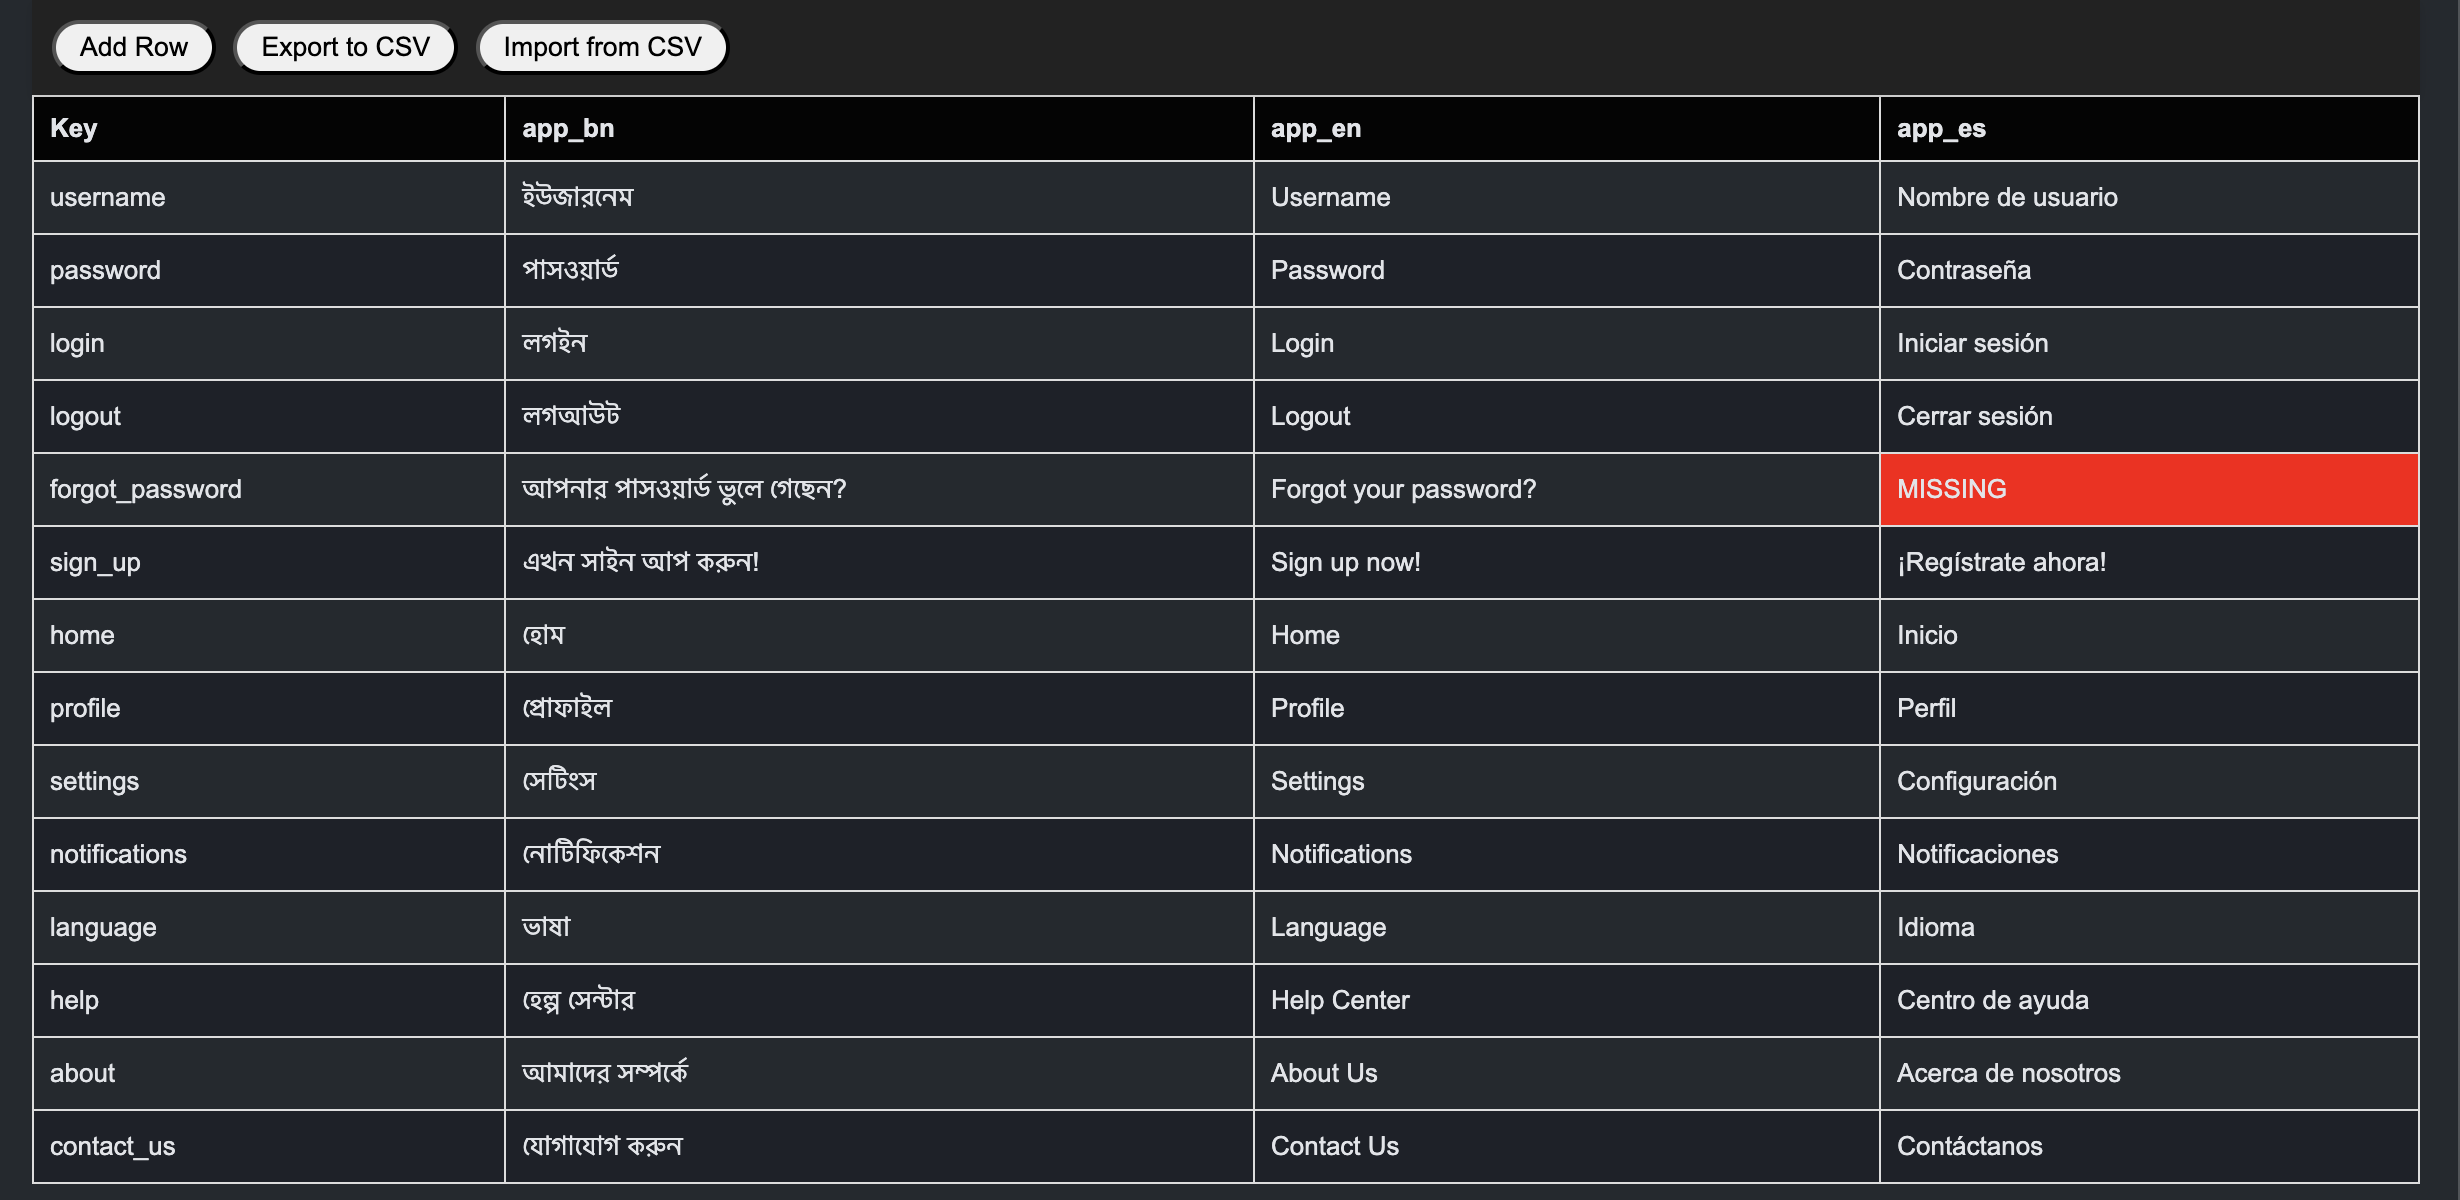 Add Row Export to CSV Import from CSV
Key app_bn app_en app_es
username ইউজারনেম Username Nombre de usuario
password পাসওয়ার্ড Password Contraseña
login লগইন Login Iniciar sesión
logout লগআউট Logout Cerrar sesión
forgot_password আপনার পাসওয়ার্ড ভুলে গেছেন? Forgot your password? MISSING
sign_up এখন সাইন আপ করুন! Sign up now! ¡Regístrate ahora!
home হোম Home Inicio
profile প্রোফাইল Profile Perfil
settings সেটিংস Settings Configuración
notifications নোটিফিকেশন Notifications Notificaciones
language ভাষা Language Idioma
help হেল্প সেন্টার Help Center Centro de ayuda
about আমাদের সম্পর্কে About Us Acerca de nosotros
contact_us যোগাযোগ করুন Contact Us Contáctanos